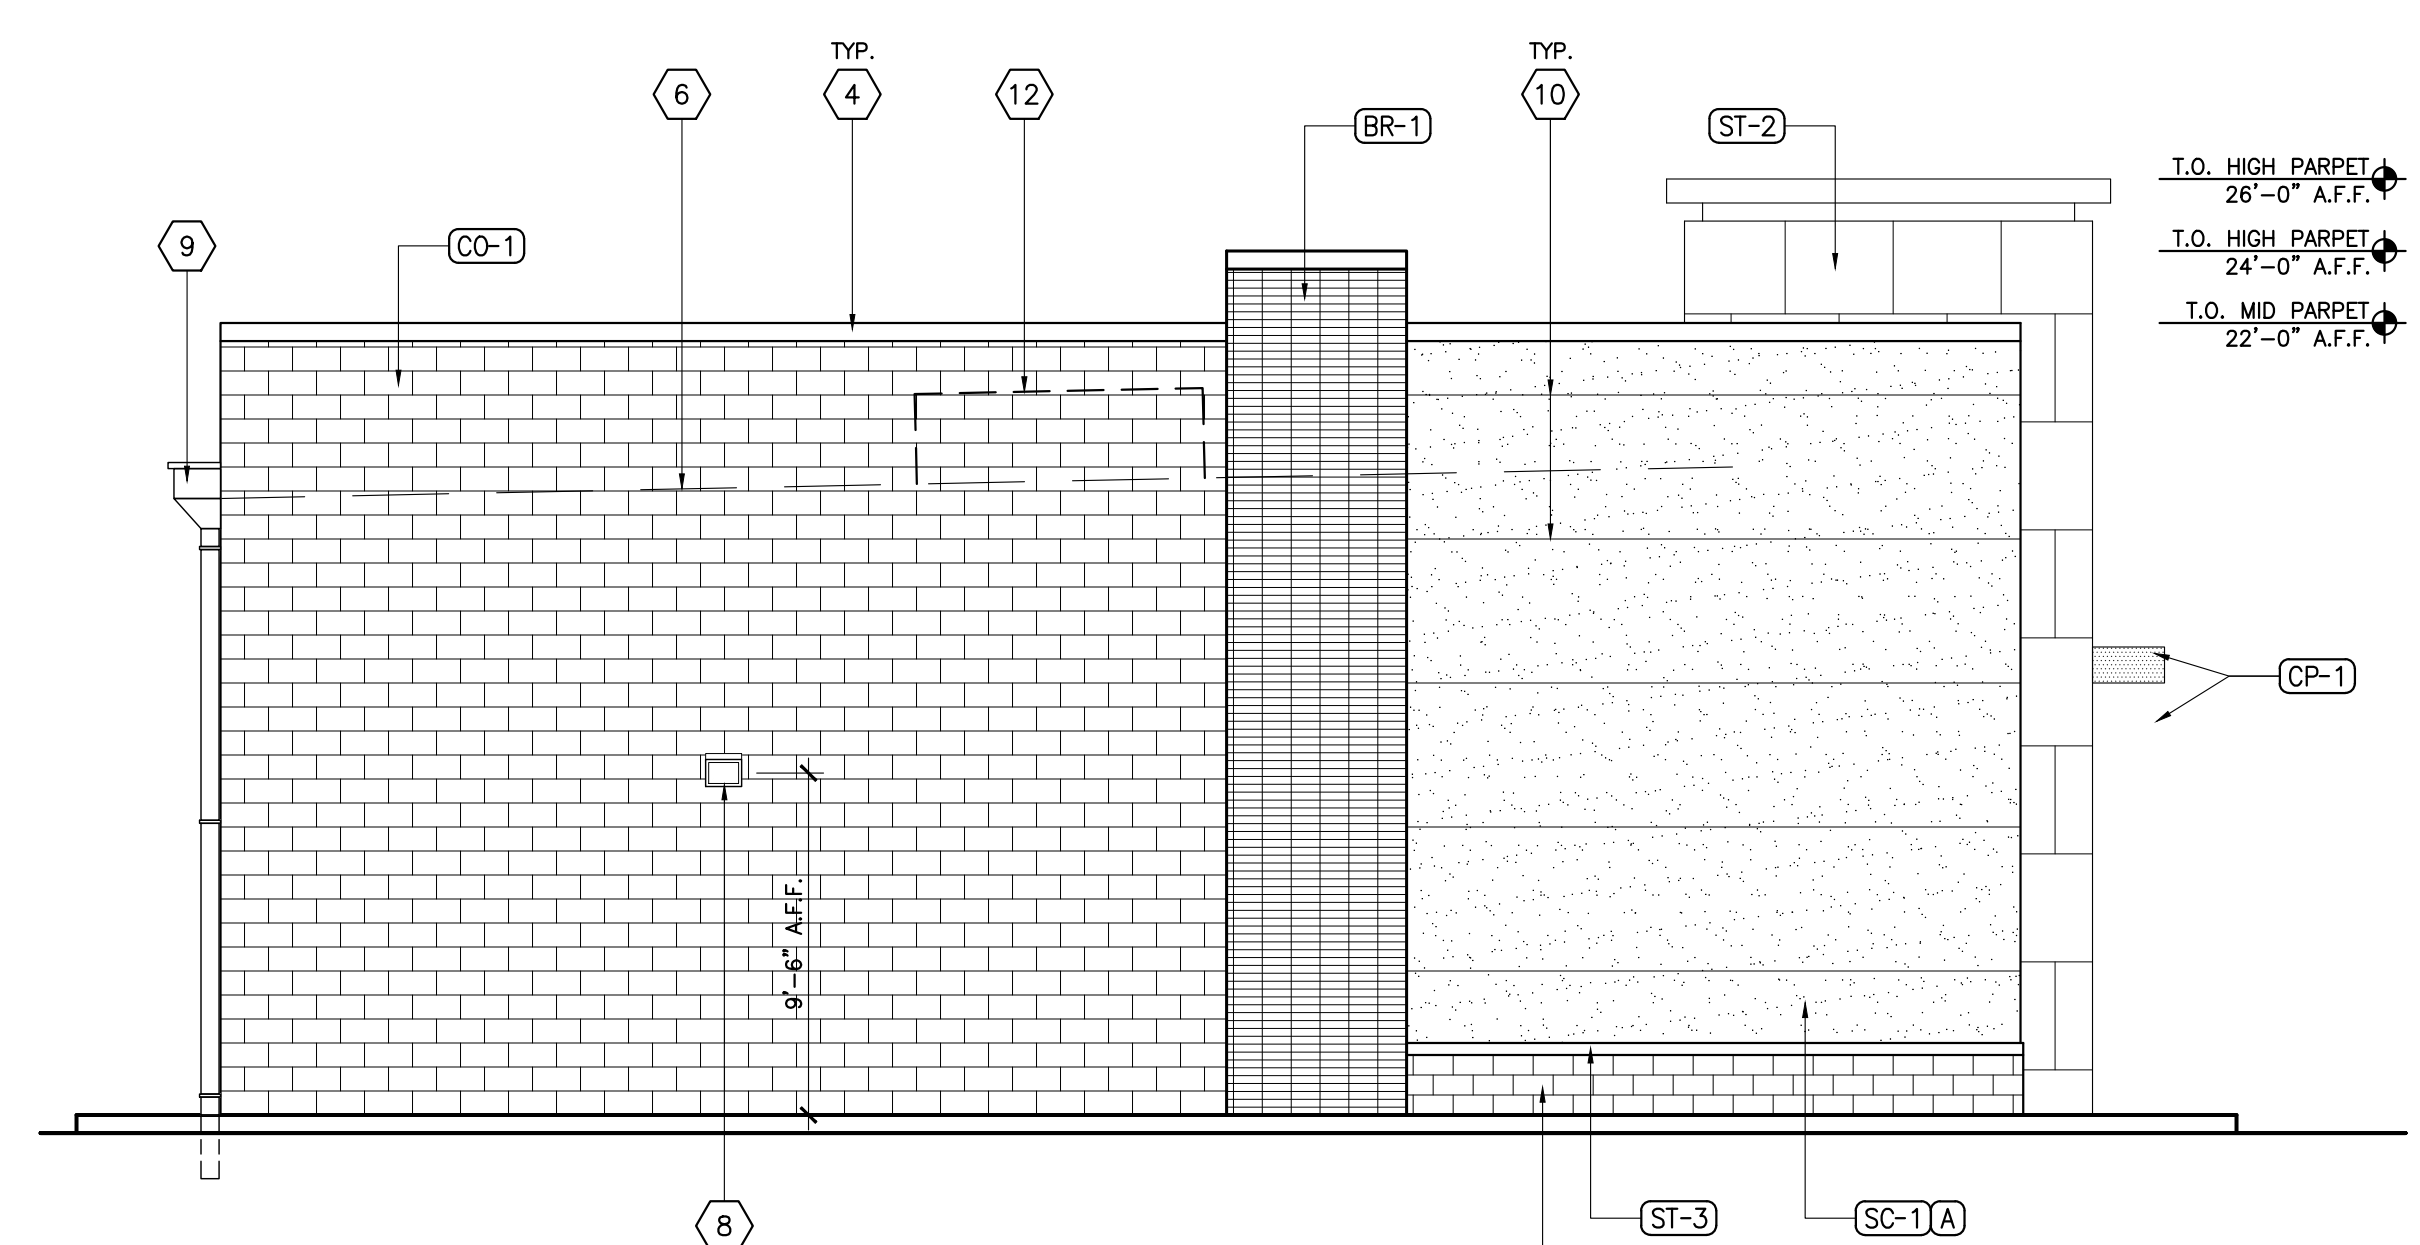 TYP.
TYP.
6
4
12
10
BR-1
ST-2
T.O. HIGH PARPET
26'-0" A.F.F.
9
CO-1
T.O. HIGH PARPET
24'-0" A.F.F.
T.O. MID PARPET
22'-0" A.F.F.
CP-1
9'-6" A.F.F.
8
ST-3
SC-1 A